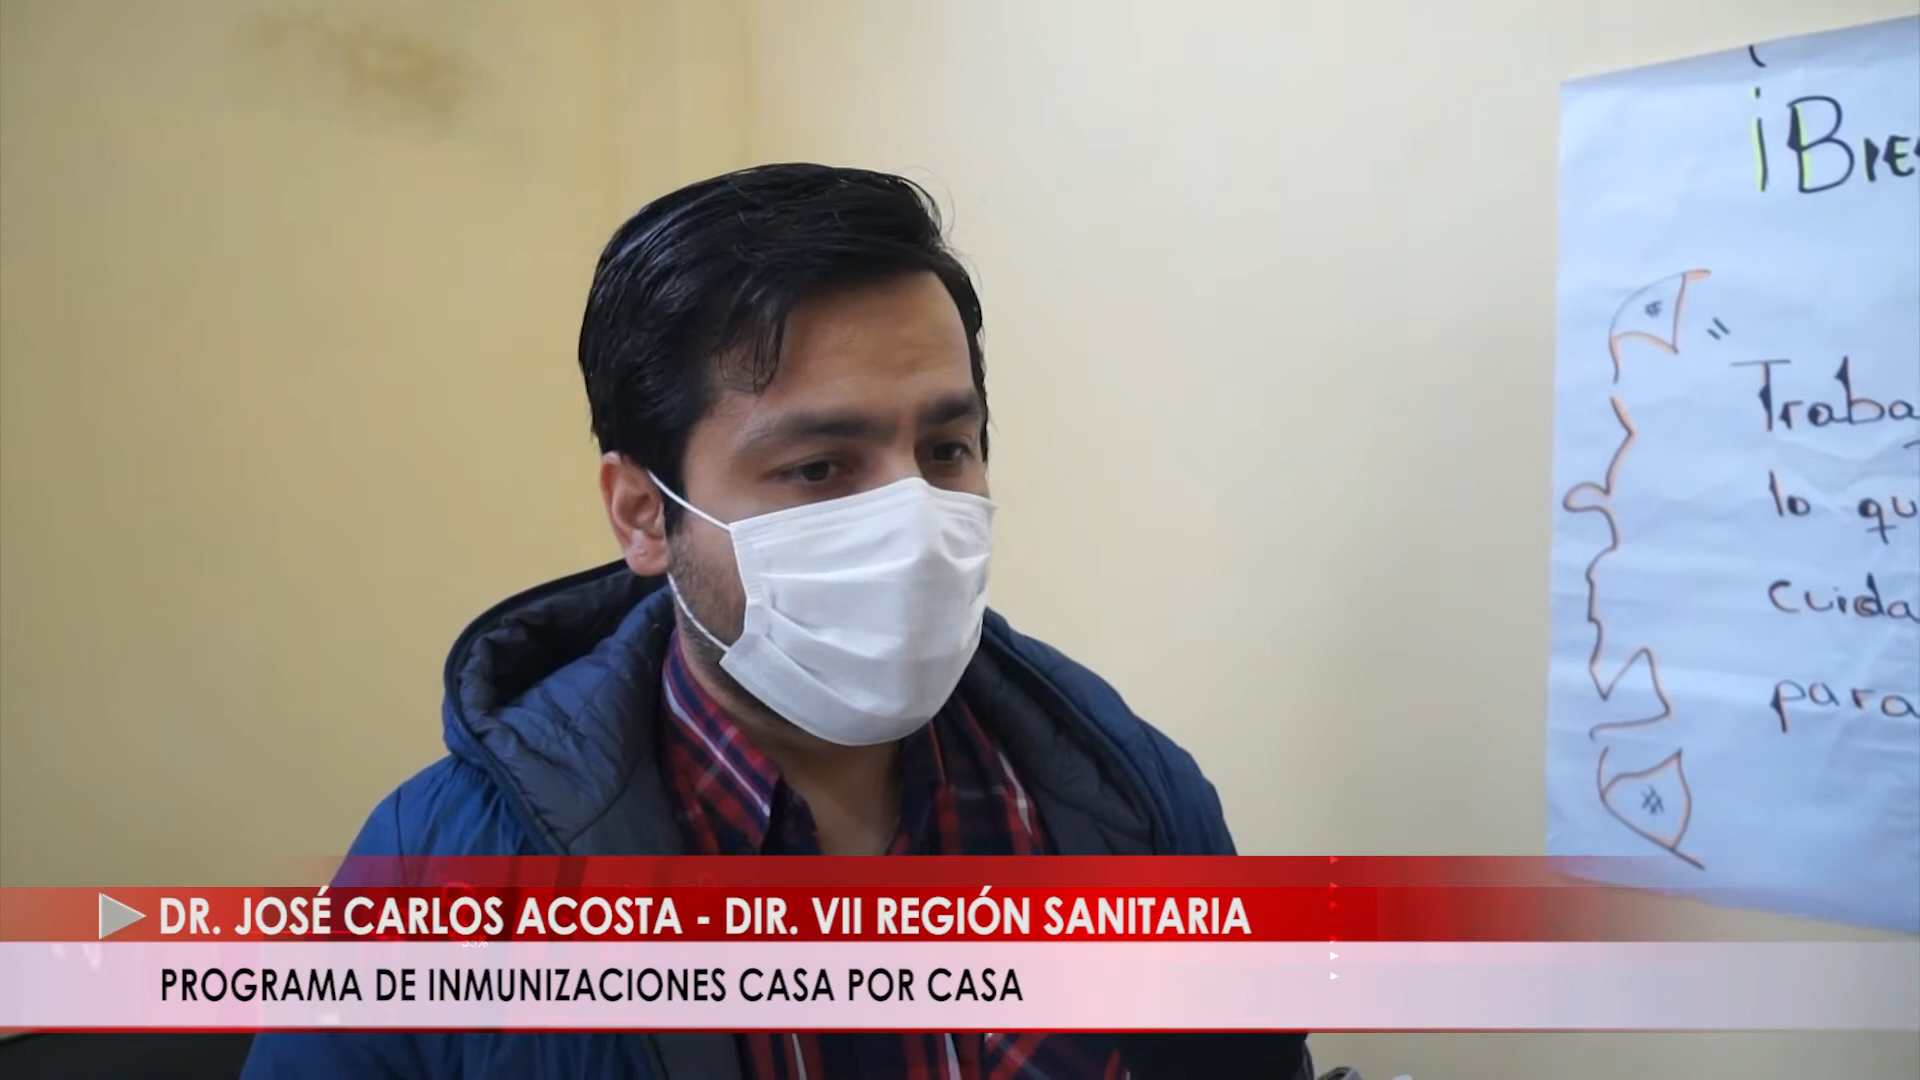 ¡BIE
Traba
lo qu
cuida
para
DR. JOSÉ CARLOS ACOSTA - DIR. VII REGIÓN SANITARIA
PROGRAMA DE INMUNIZACIONES CASA POR CASA